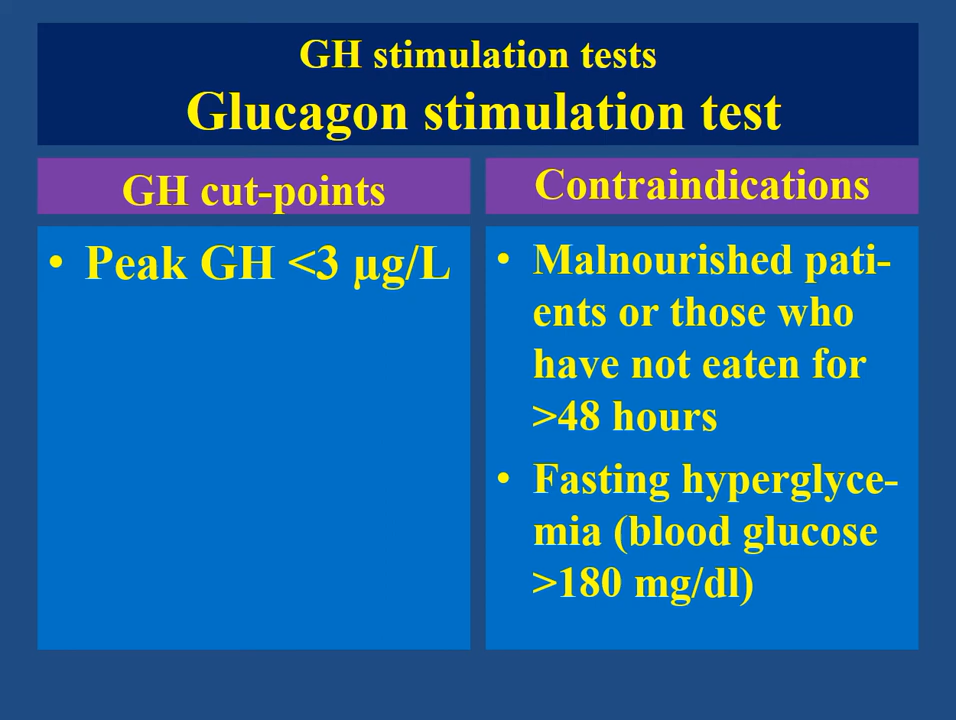 GH stimulation tests
Glucagon stimulation test
GH cut-points
• Peak GH <3 µg/L
Contraindications
• Malnourished pati-
ents or those who
have not eaten for
>48 hours
• Fasting hyperglyce-
mia (blood glucose
>180 mg/dl)